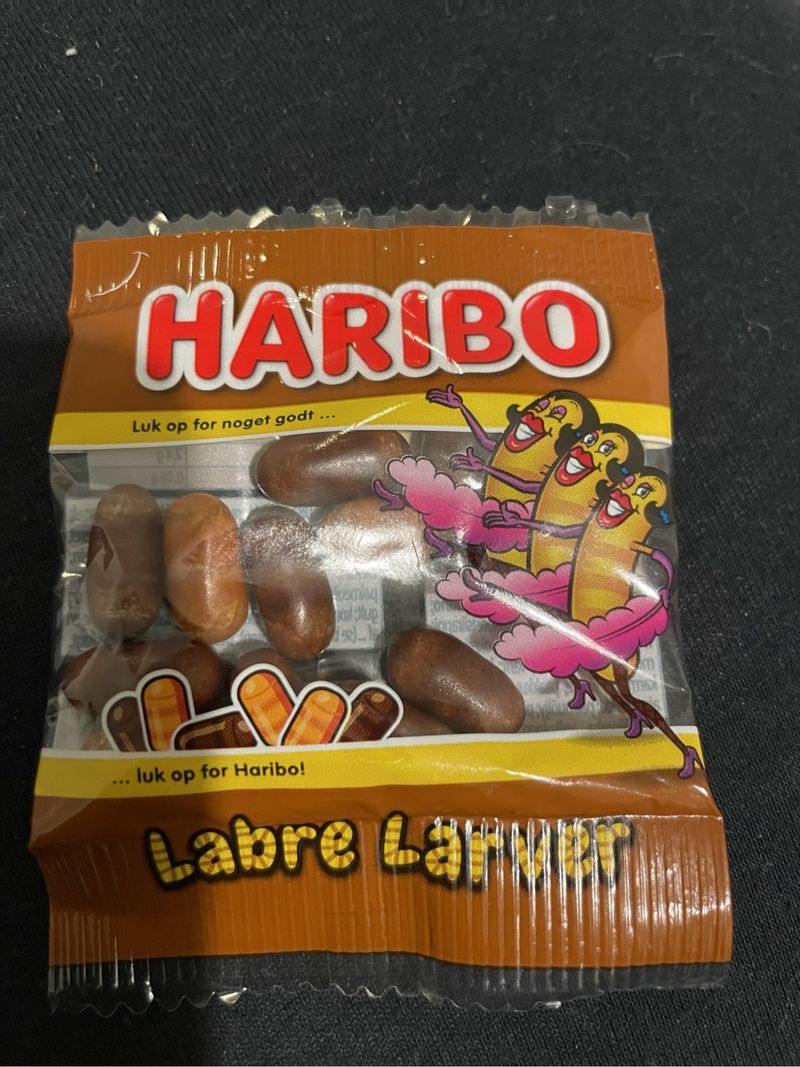 HARIBO
Luk op for noget godt ...
... luk op for Haribo!
Labre Larver